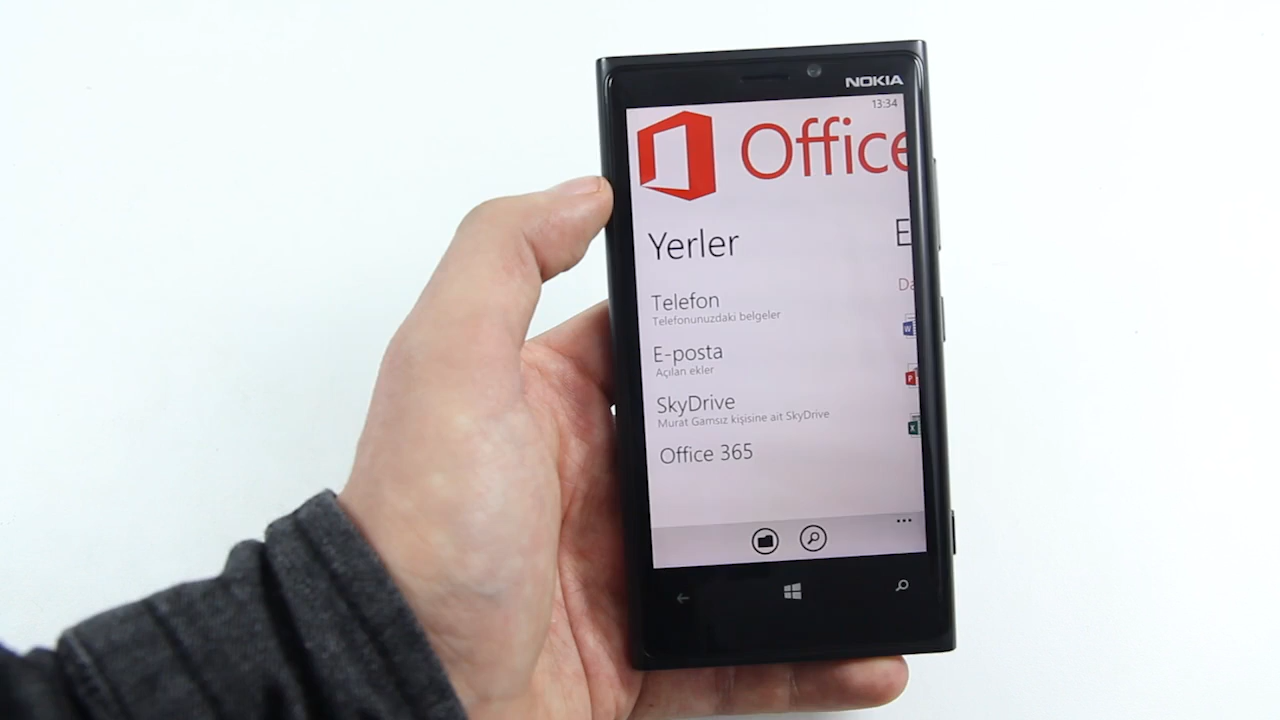 NOKIA
13:34
Office
Yerler
E
Telefon
Da
Telefonunuzdaki belgeler
E-posta
Açılan ekler
SkyDrive
Murat Gamsız kişisine ait SkyDrive
Office 365